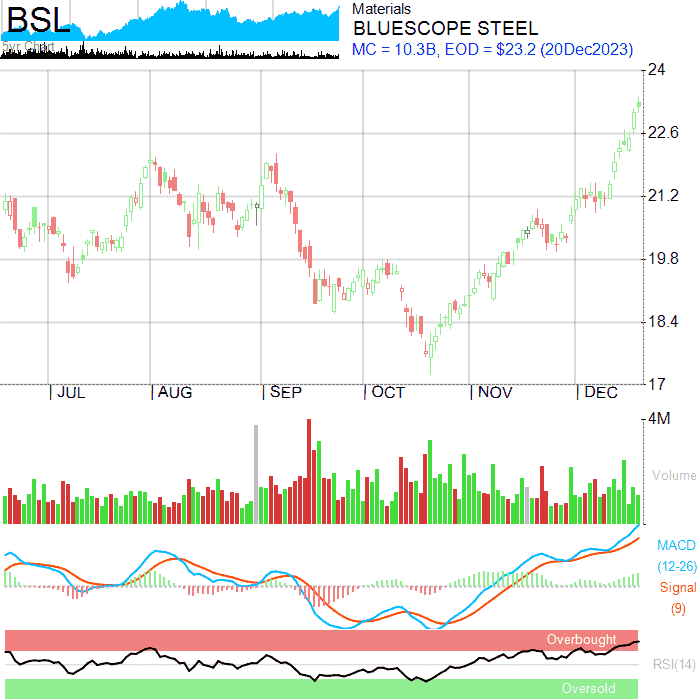 BSL
5yr Chart
Materials
BLUESCOPE STEEL
MC = 10.3B, EOD = $23.2 (20Dec2023)
24
22.6
21.2
19.8
18.4
17
JUL AUG SEP OCT NOV DEC
4M
Volume
MACD
(12-26)
Signal
(9)
Overbought
RSI(14)
Oversold